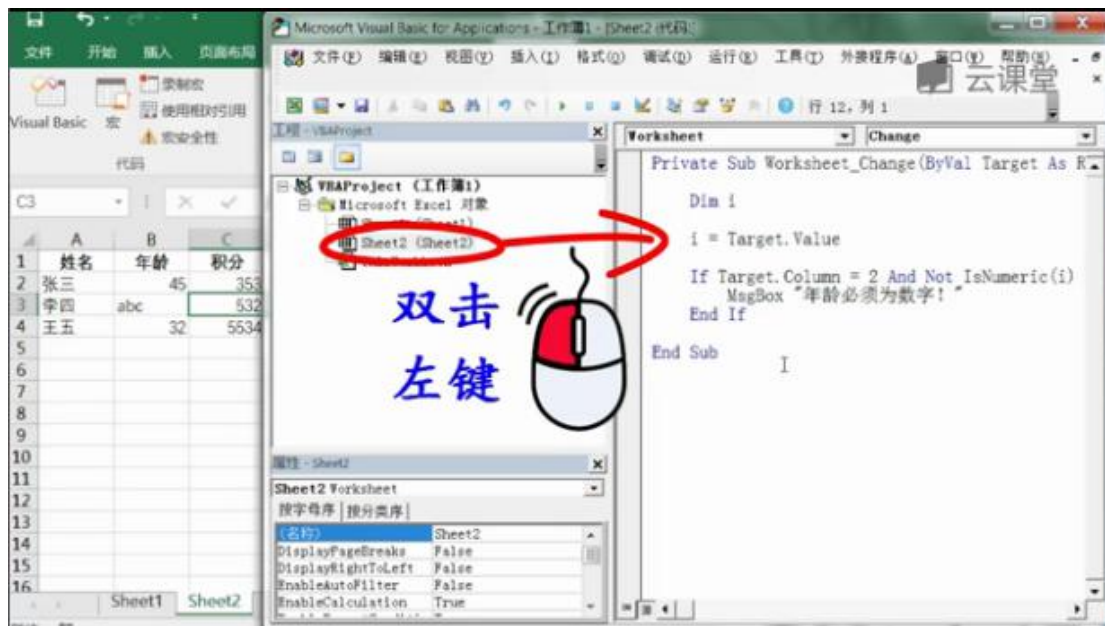 Microsoft Visual Basic for Applications - 工作簿1 - [Sheet2 (代码)]
文件 开始 插入 页面布局
文件(F) 编辑(E) 视图(V) 插入(I) 格式(O) 调试(D) 运行(R) 工具(T) 外接程序(A) 窗口(W) 帮助(H)
云课堂
Visual Basic 宏
录制宏
使用相对引用
宏安全性
代码
行 12, 列 1
工程 - VBAProject
VBAProject (工作簿1)
Microsoft Excel 对象
Sheet2 (Sheet2)
Worksheet
Change
Private Sub Worksheet_Change(ByVal Target As R
Dim i
i = Target.Value
If Target.Column = 2 And Not IsNumeric(i)
MsgBox "年龄必须为数字!"
End If
End Sub
双击
左键
C3
A B C
1 姓名 年龄 积分
2 张三 45 353
3 李四 abc 532
4 王五 32 5534
5
6
7
8
9
10
11
12
13
14
15
16
Sheet1 Sheet2
属性 - Sheet2
Sheet2 Worksheet
按字母序 按分类序
(名称) Sheet2
DisplayPageBreaks False
DisplayRightToLeft False
EnableAutoFilter False
EnableCalculation True